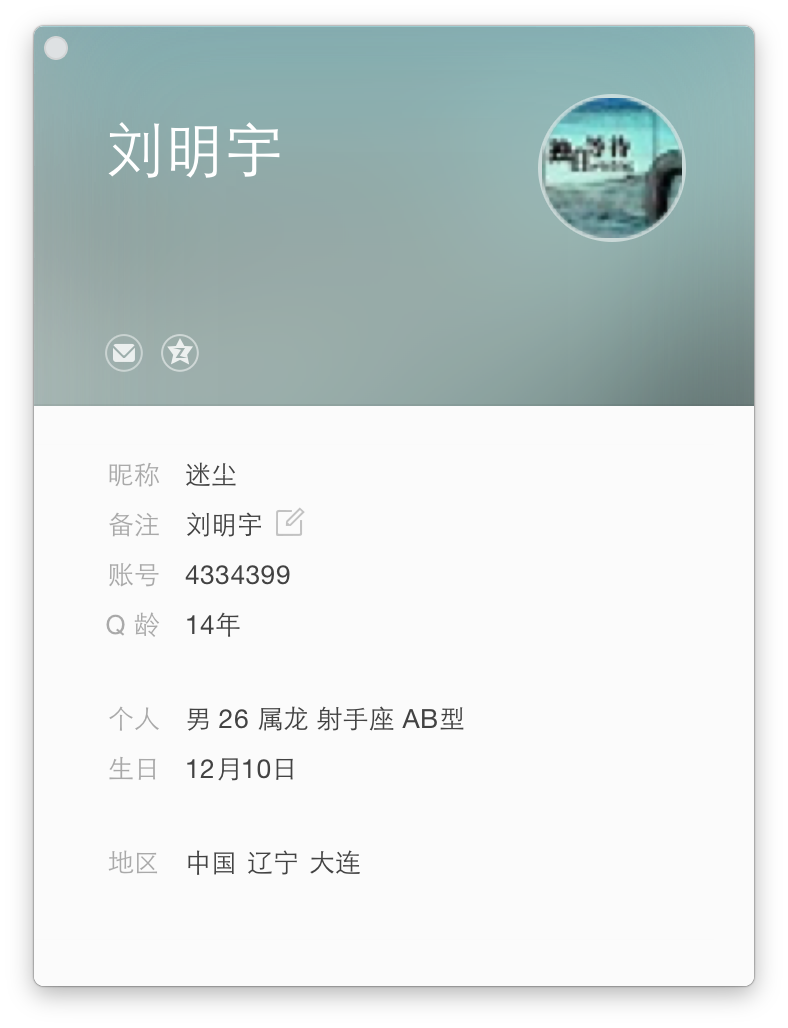 刘明宇
昵称 迷尘
备注 刘明宇
账号 4334399
Q 龄 14年
个人 男 26 属龙 射手座 AB型
生日 12月10日
地区 中国 辽宁 大连